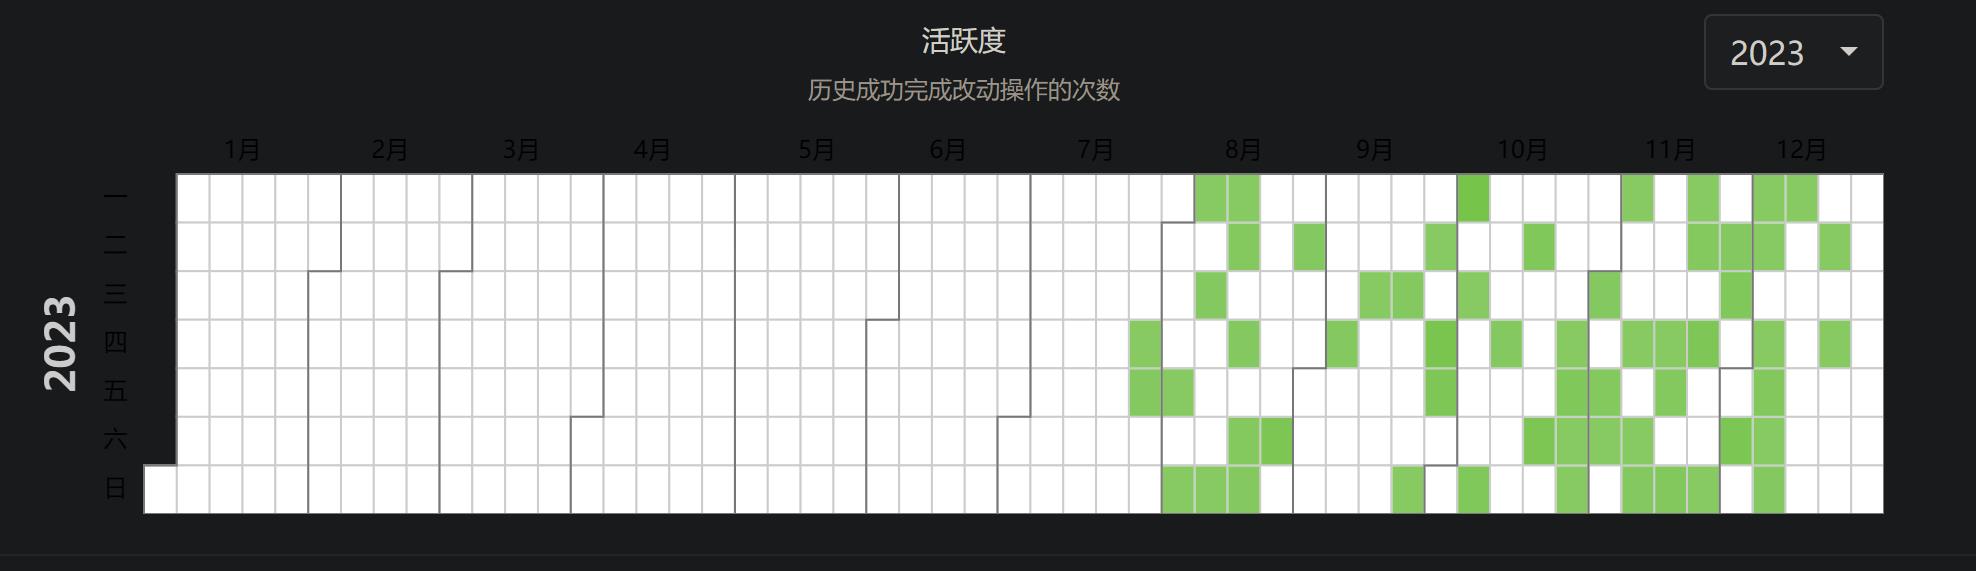 活跃度
2023
历史成功完成改动操作的次数
1月 2月 3月 4月 5月 6月 7月 8月 9月 10月 11月 12月
一
二
三
四
五
六
日
2023